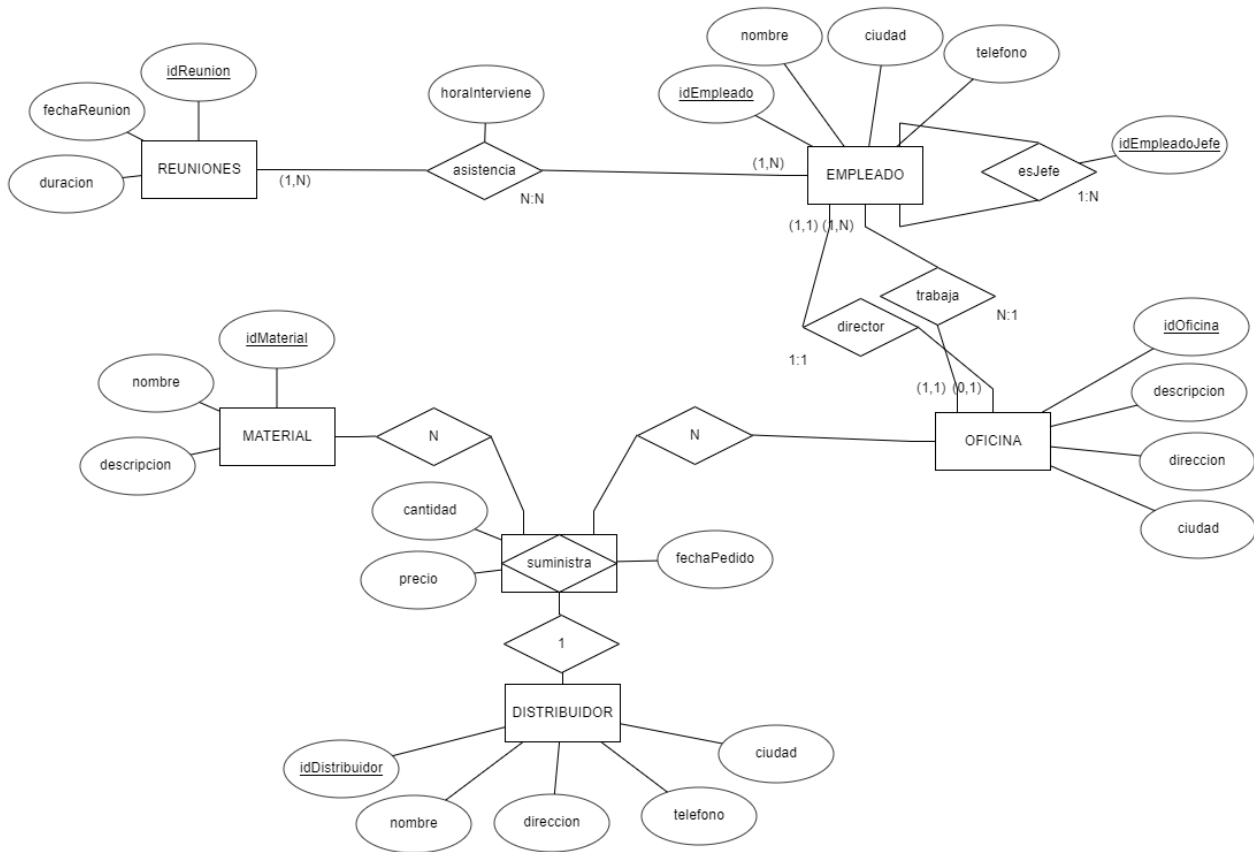 nombre
ciudad
telefono
idReunion
horaInterviene
idEmpleado
fechaReunion
idEmpleadoJefe
REUNIONES
asistencia
EMPLEADO
esJefe
duracion
(1,N)
(1,N)
N:N
1:N
(1,1)
(1,N)
trabaja
director
N:1
1:1
idMaterial
idOficina
nombre
(1,1)
(0,1)
descripcion
MATERIAL
N
N
OFICINA
descripcion
direccion
cantidad
ciudad
suministra
fechaPedido
precio
1
DISTRIBUIDOR
ciudad
idDistribuidor
nombre
direccion
telefono